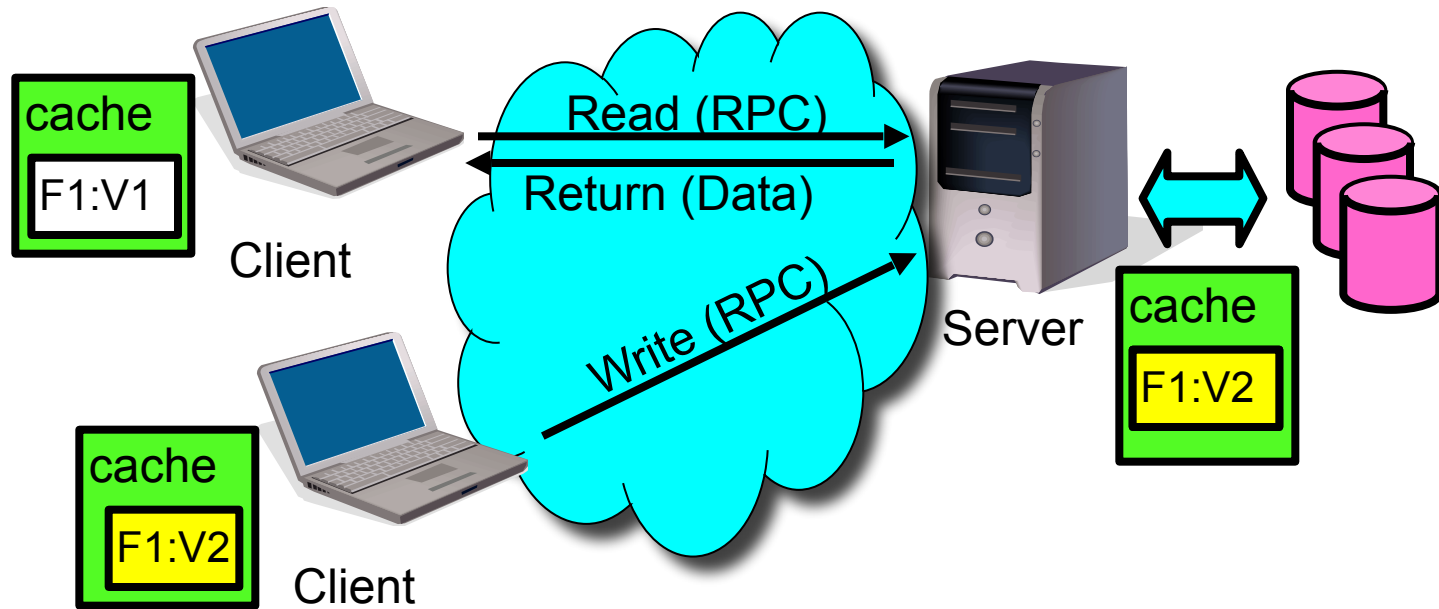 cache
F1:V1
Client
Read (RPC)
Return (Data)
Write (RPC)
Server
cache
F1:V2
cache
F1:V2
Client